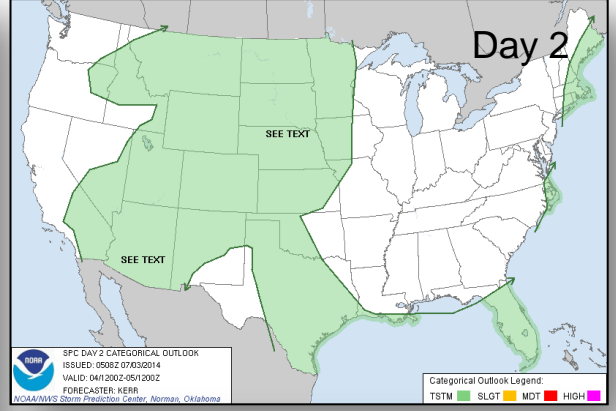 Day 2
SEE TEXT
SEE TEXT
NOAA
SPC DAY 2 CATEGORICAL OUTLOOK
ISSUED: 0508Z 07/03/2014
VALID: 04/1200Z-05/1200Z
FORECASTER: KERR
NOAA/NWS Storm Prediction Center, Norman, Oklahoma
Categorical Outlook Legend:
TSTM SLGT MDT HIGH